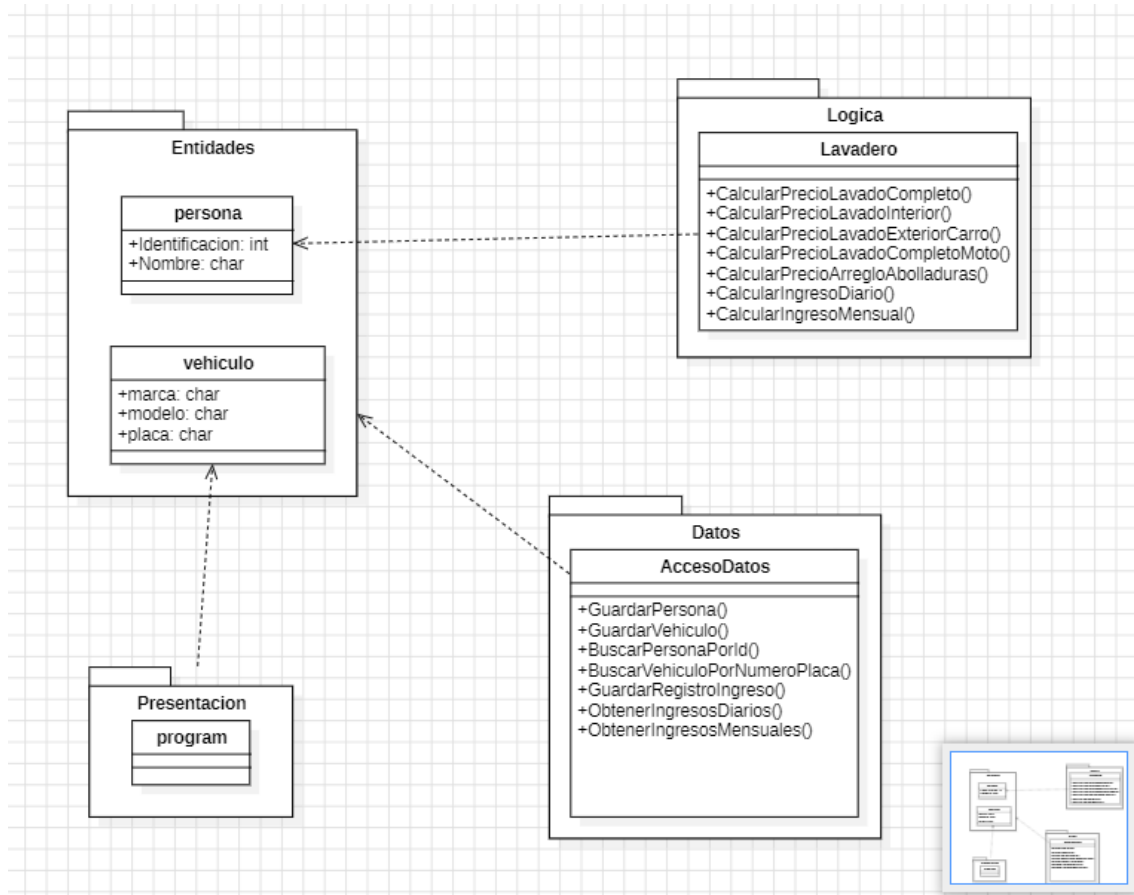 Entidades
persona
+Identificacion: int
+Nombre: char
vehiculo
+marca: char
+modelo: char
+placa: char
Logica
Lavadero
+CalcularPrecioLavadoCompleto()
+CalcularPrecioLavadoInterior()
+CalcularPrecioLavadoExteriorCarro()
+CalcularPrecioLavadoCompletoMoto()
+CalcularPrecioArregloAbolladuras()
+CalcularIngresoDiario()
+CalcularIngresoMensual()
Presentacion
program
Datos
AccesoDatos
+GuardarPersona()
+GuardarVehiculo()
+BuscarPersonaPorId()
+BuscarVehiculoPorNumeroPlaca()
+GuardarRegistroIngreso()
+ObtenerIngresosDiarios()
+ObtenerIngresosMensuales()